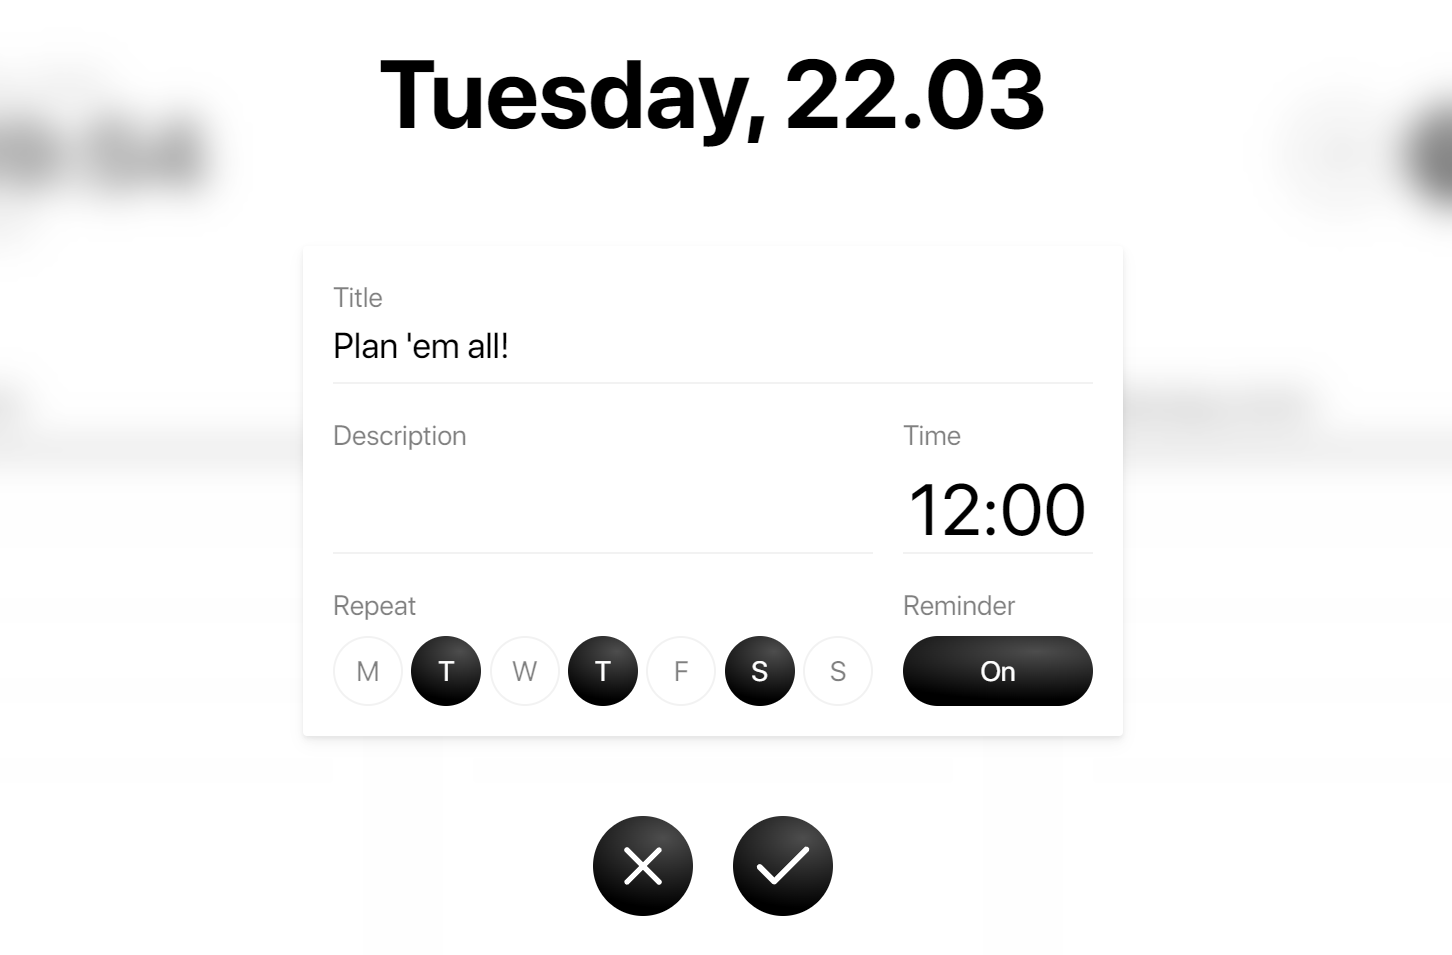 Tuesday, 22.03
Title
Plan 'em all!
Description
Time
12:00
Repeat
Reminder
M T W T F S S
On